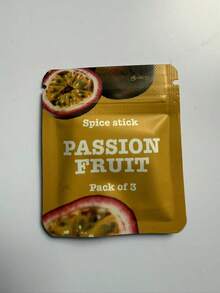 Spice stick
PASSION
FRUIT
Pack of 3